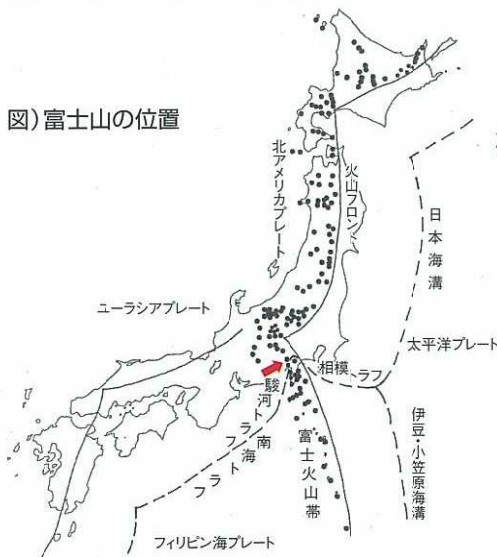 図)富士山の位置
北アメリカプレート
火山フロント
日本海溝
ユーラシアプレート
太平洋プレート
相模トラフ
駿河トラフ
南海トラフ
富士火山帯
伊豆・小笠原海溝
フィリピン海プレート